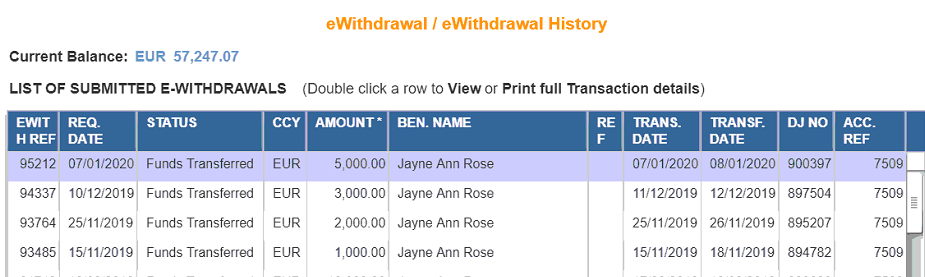 eWithdrawal / eWithdrawal History
Current Balance: EUR 57,247.07
LIST OF SUBMITTED E-WITHDRAWALS (Double click a row to View or Print full Transaction details)
EWIT REQ. STATUS CCY AMOUNT * BEN. NAME RE TRANS. TRANSF. DJ NO ACC.
H REF DATE F DATE DATE REF
95212 07/01/2020 Funds Transferred EUR 5,000.00 Jayne Ann Rose 07/01/2020 08/01/2020 900397 7509
94337 10/12/2019 Funds Transferred EUR 3,000.00 Jayne Ann Rose 11/12/2019 12/12/2019 897504 7509
93764 25/11/2019 Funds Transferred EUR 2,000.00 Jayne Ann Rose 25/11/2019 26/11/2019 895207 7509
93485 15/11/2019 Funds Transferred EUR 1,000.00 Jayne Ann Rose 15/11/2019 18/11/2019 894782 7509